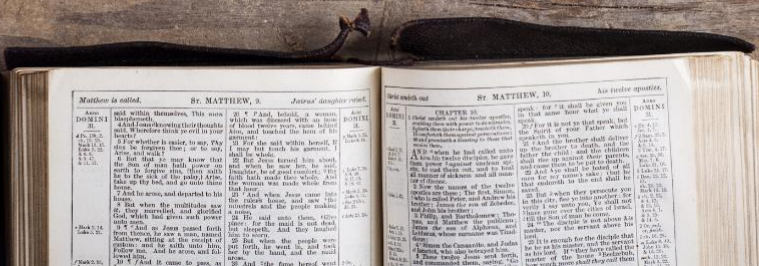 Matthew is called.
St. MATTHEW, 9.
Jairus' daughter raised.
ANNO
DOMINI
31.
said within themselves, This man
blasphemeth.
4 And Jesus knowing their thoughts
said, Wherefore think ye evil in your
hearts?
5 For whether is easier, to say, Thy
sins be forgiven thee; or to say,
Arise, and walk?
6 But that ye may know that
the Son of man hath power on
earth to forgive sins, (then saith
he to the sick of the palsy,) Arise,
take up thy bed, and go unto thine
house.
7 And he arose, and departed to his
house.
8 But when the multitudes saw
it, they marvelled, and glorified
God, which had given such power
unto men.
9 ¶ And as Jesus passed forth
from thence, he saw a man, named
Matthew, sitting at the receipt of
custom: and he saith unto him,
Follow me. And he arose, and fol-
lowed him.
10 ¶ And it came to pass, as
20 ¶ And, behold, a woman,
which was diseased with an issue
of blood twelve years, came behind
him, and touched the hem of his
garment:
21 For she said within herself, If
I may but touch his garment, I
shall be whole.
22 But Jesus turned him about,
and when he saw her, he said,
Daughter, be of good comfort; thy
faith hath made thee whole. And
the woman was made whole from
that hour.
23 And when Jesus came into
the ruler's house, and saw the
minstrels and the people making
a noise,
24 He said unto them, Give
place: for the maid is not dead,
but sleepeth. And they laughed
him to scorn.
25 But when the people were
put forth, he went in, and took
her by the hand, and the maid
arose.
26 And the fame hereof went
ANNO
DOMINI
31.
Christ sendeth out
St. MATTHEW, 10.
his twelve apostles.
DOMINI
31.
CHAPTER 10.
AND when he had called unto
him his twelve disciples, he gave
them power against unclean spi-
rits, to cast them out, and to heal
all manner of sickness and all man-
ner of disease.
2 Now the names of the twelve
apostles are these; The first, Simon,
who is called Peter, and Andrew his
brother; James the son of Zebedee,
and John his brother;
3 Philip, and Bartholomew; Tho-
mas, and Matthew the publican;
James the son of Alphæus, and
Lebbæus, whose surname was Thad-
dæus;
4 Simon the Canaanite, and Judas
Iscariot, who also betrayed him.
5 These twelve Jesus sent forth,
and commanded them, saying, Go
speak: for it shall be given you
in that same hour what ye shall
speak.
20 For it is not ye that speak, but
the Spirit of your Father which
speaketh in you.
21 And the brother shall deliver
up the brother to death, and the
father the child: and the children
shall rise up against their parents,
and cause them to be put to death.
22 And ye shall be hated of all
men for my name's sake: but he
that endureth to the end shall be
saved.
23 But when they persecute you
in this city, flee ye into another: for
verily I say unto you, Ye shall not
have gone over the cities of Israel,
till the Son of man be come.
24 The disciple is not above his
master, nor the servant above his
lord.
25 It is enough for the disciple that
he be as his master, and the servant
as his lord. If they have called the
master of the house Beelzebub,
how much more shall they call them
ANNO
DOMINI
31.